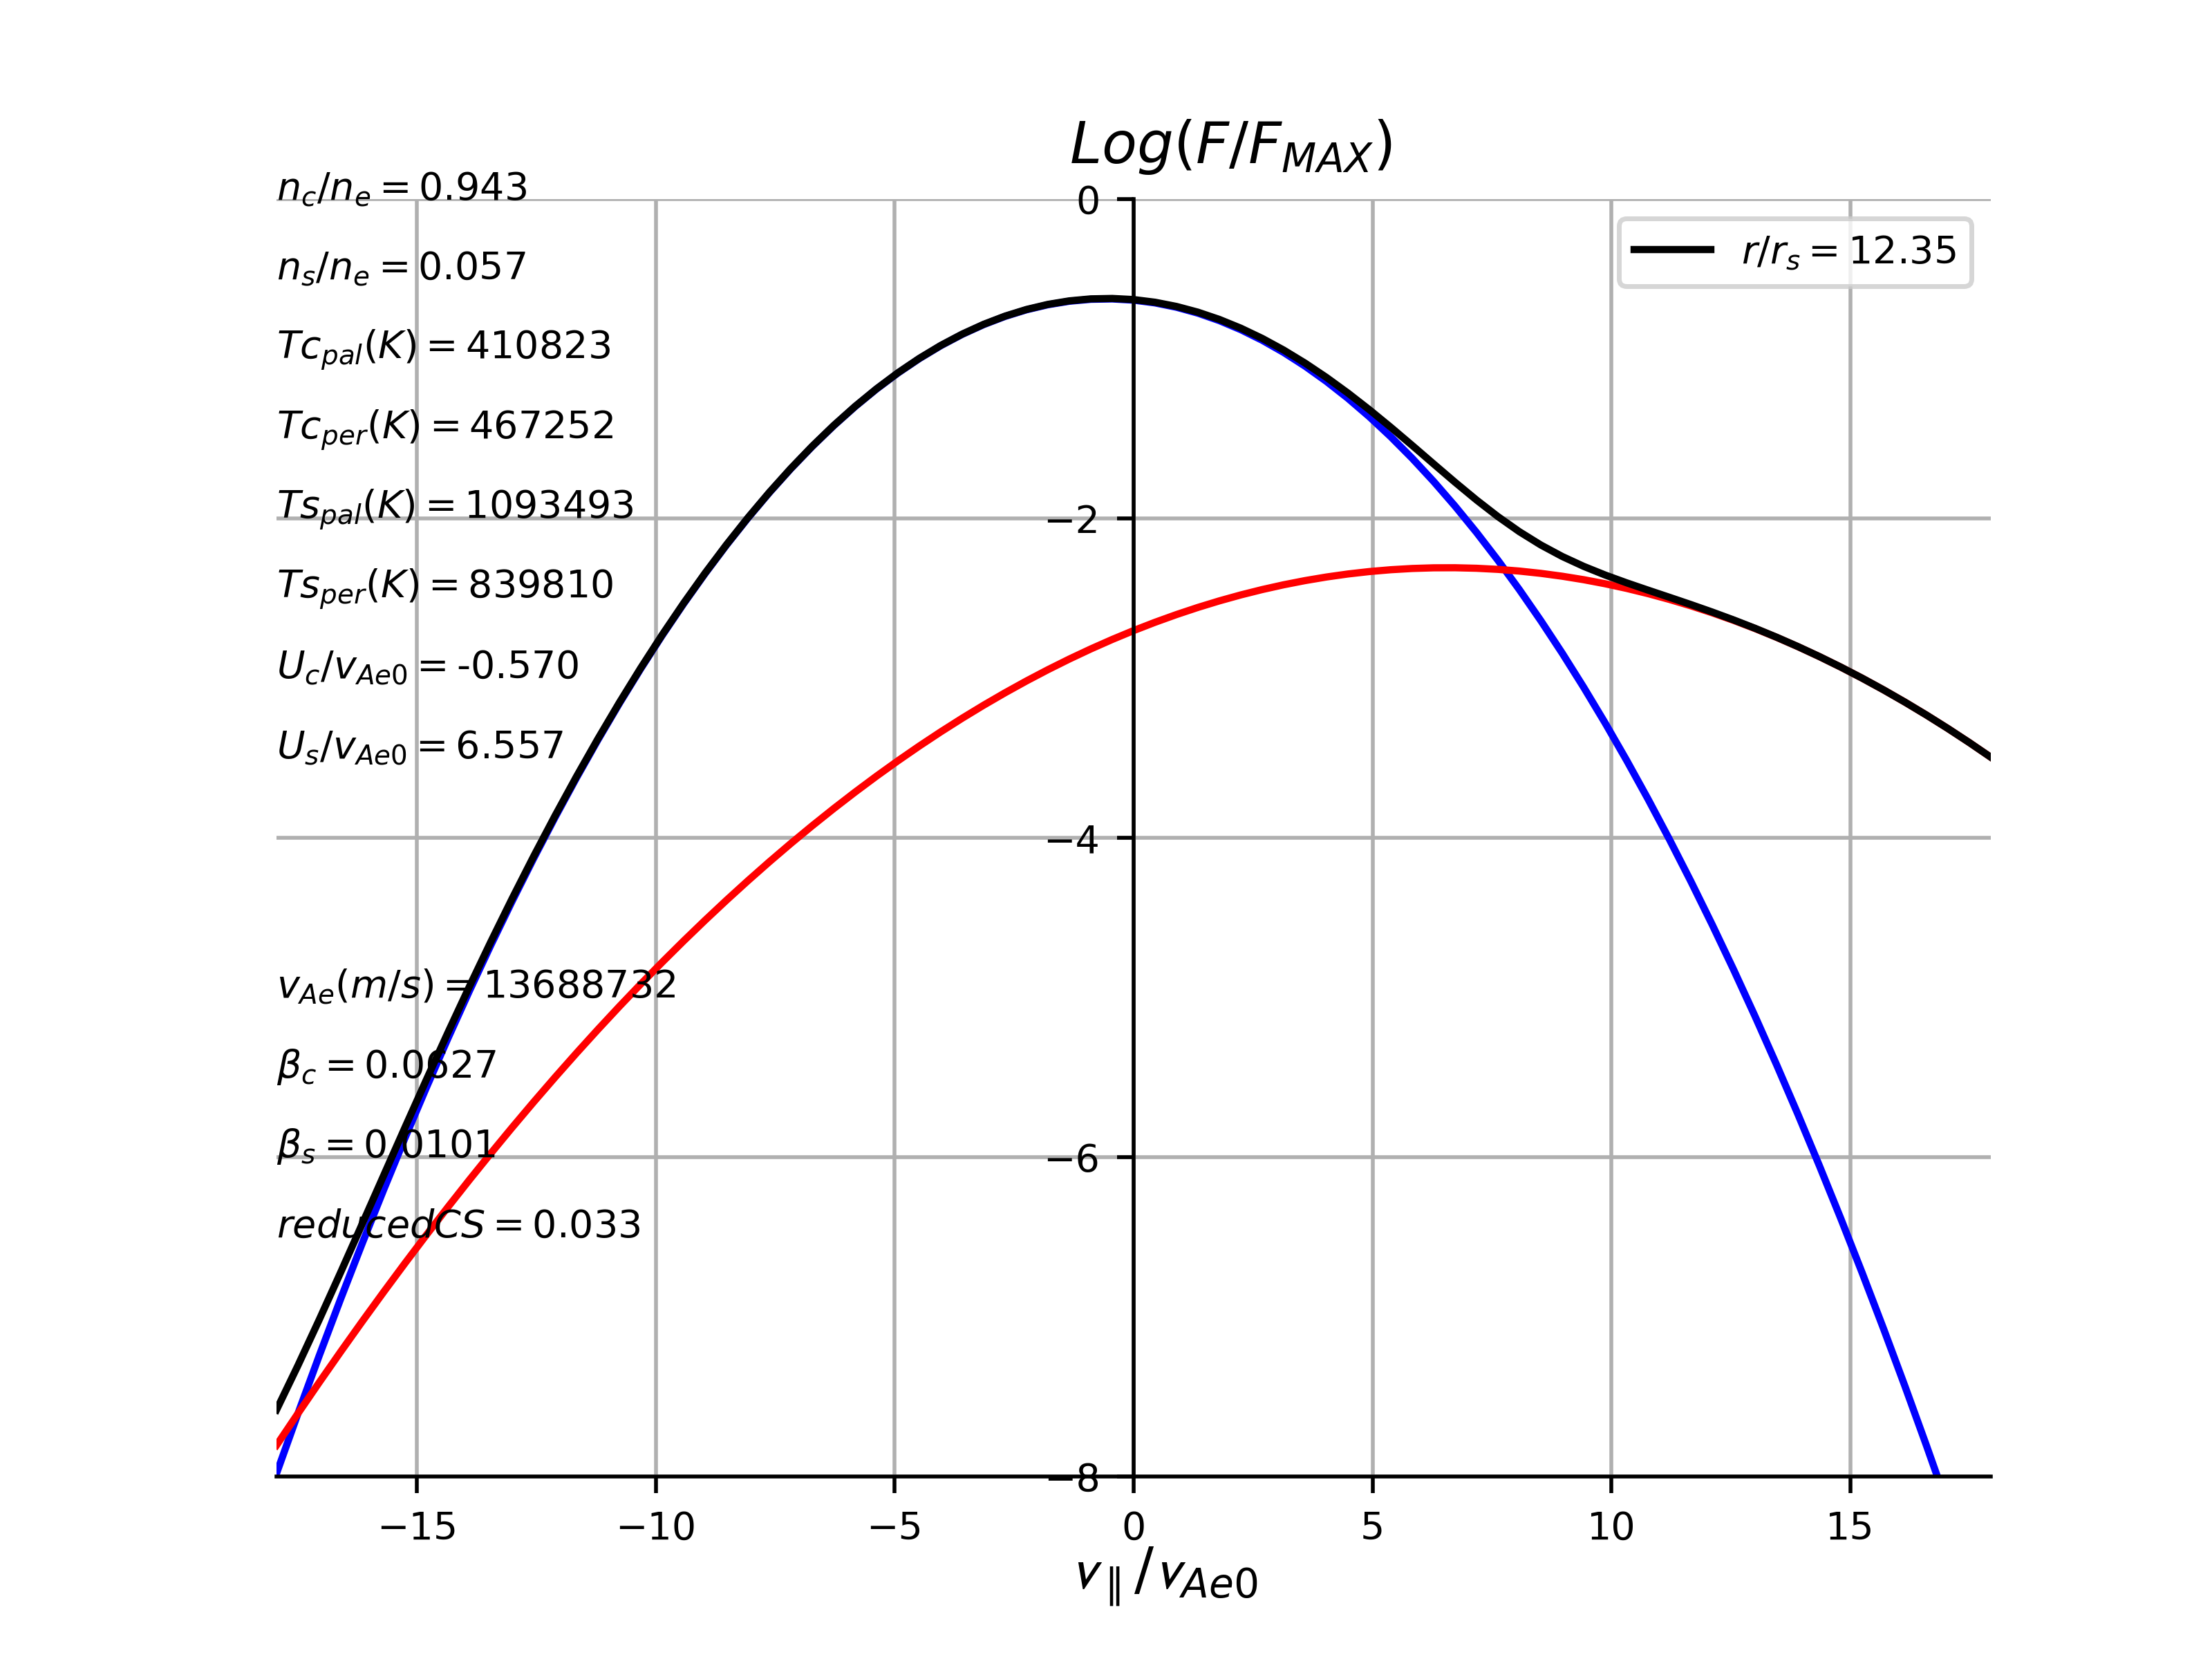 Log(F/F_MAX)
n_c/n_e = 0.943
n_s/n_e = 0.057
Tc_pal(K) = 410823
Tc_per(K) = 467252
Ts_pal(K) = 1093493
Ts_per(K) = 839810
U_c/v_Ae0 = -0.570
U_s/v_Ae0 = 6.557
v_Ae(m/s) = 13688732
β_c = 0.0627
β_s = 0.0101
reducedCS = 0.033
r/r_s = 12.35
0
−2
−4
−6
−8
−15 −10 −5 0 5 10 15
v_∥/v_Ae0